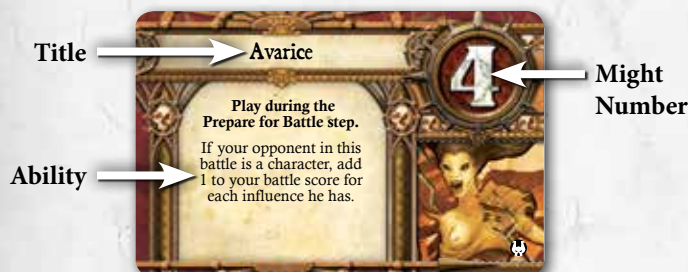 Title
Avarice
4
Might
Number
Play during the
Prepare for Battle step.
Ability
If your opponent in this
battle is a character, add
1 to your battle score for
each influence he has.